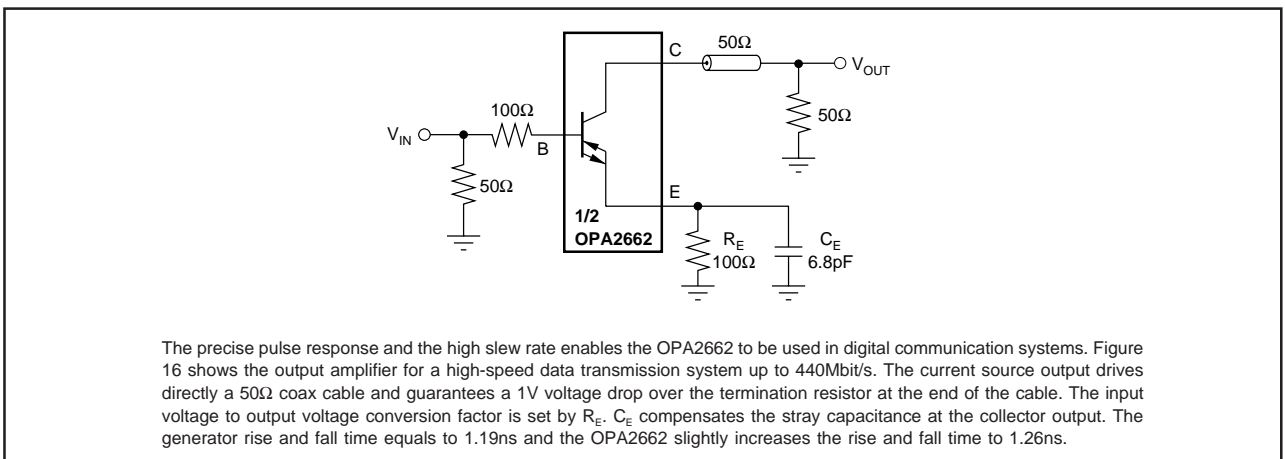 C
50Ω
V_OUT
100Ω
50Ω
V_IN
B
50Ω
E
1/2
OPA2662
R_E
100Ω
C_E
6.8pF
The precise pulse response and the high slew rate enables the OPA2662 to be used in digital communication systems. Figure
16 shows the output amplifier for a high-speed data transmission system up to 440Mbit/s. The current source output drives
directly a 50Ω coax cable and guarantees a 1V voltage drop over the termination resistor at the end of the cable. The input
voltage to output voltage conversion factor is set by R_E. C_E compensates the stray capacitance at the collector output. The
generator rise and fall time equals to 1.19ns and the OPA2662 slightly increases the rise and fall time to 1.26ns.